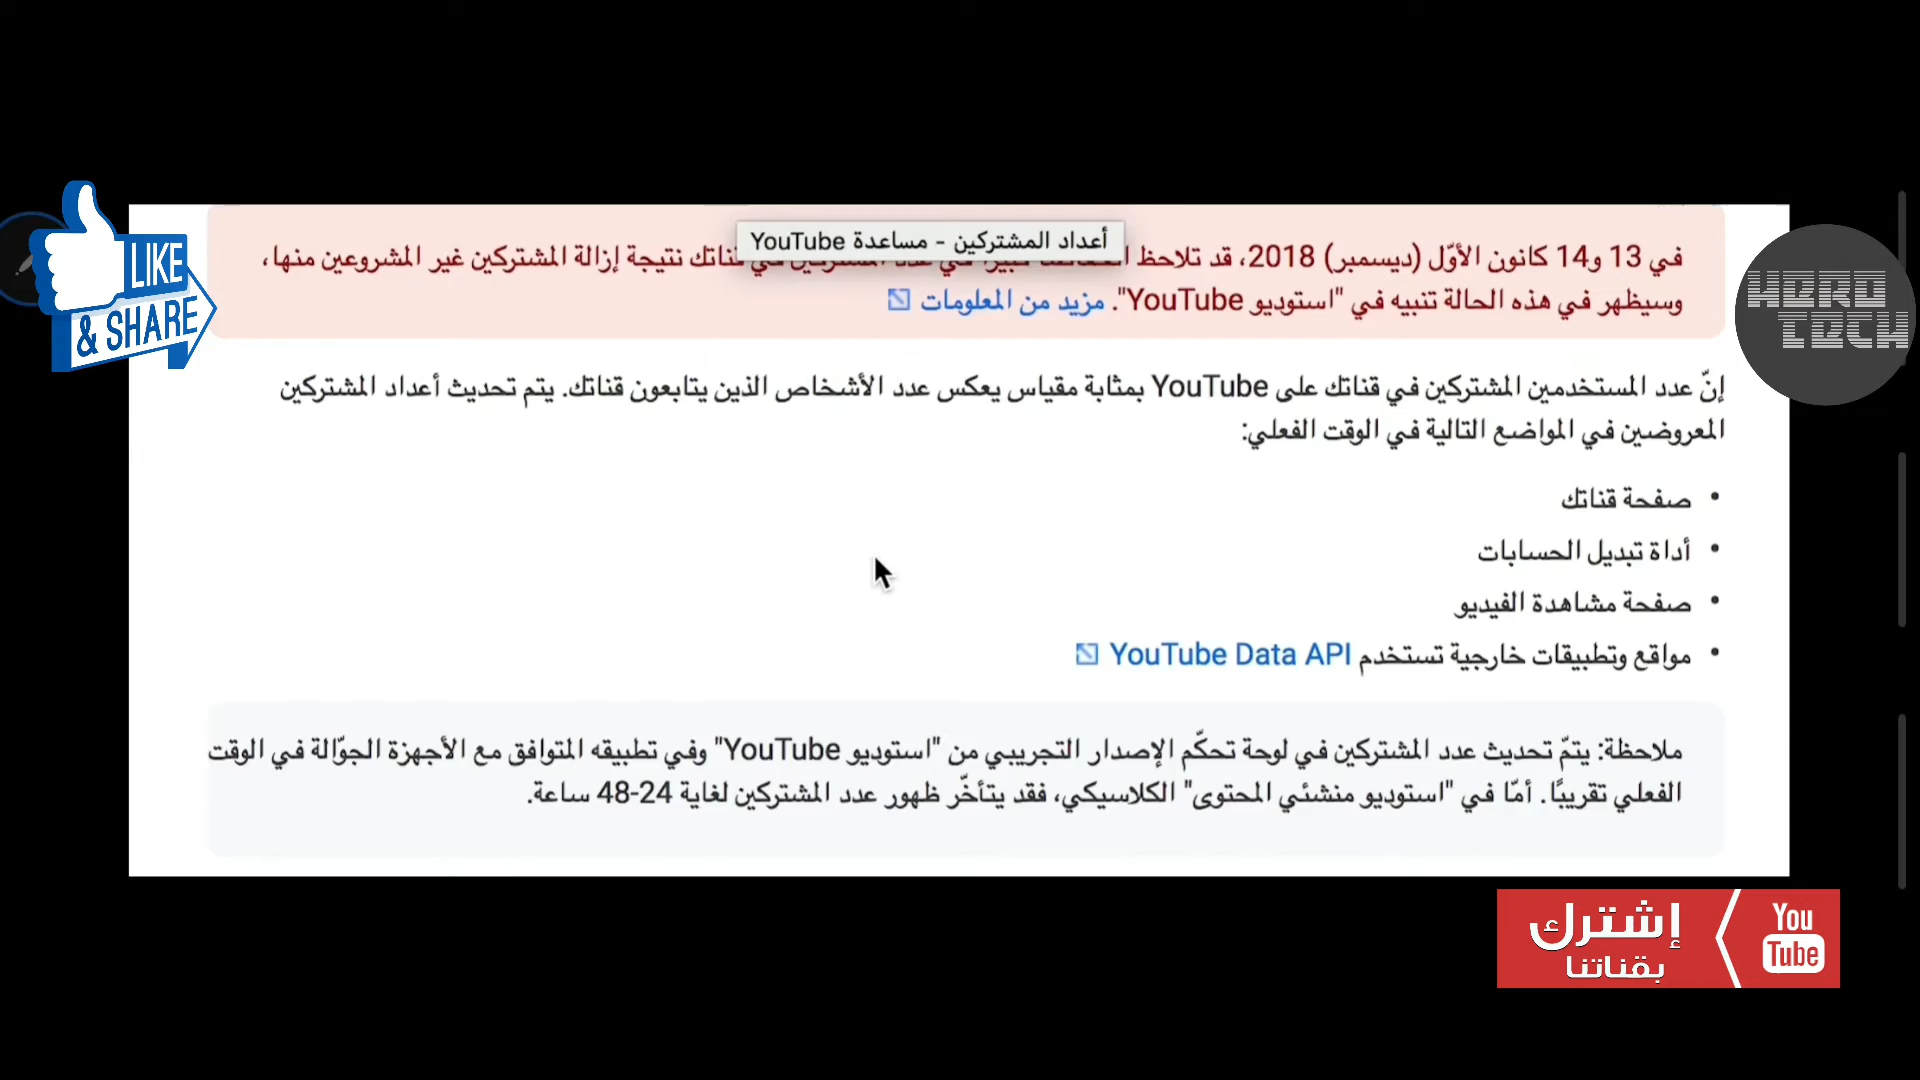 أعداد المشتركين - مساعدة YouTube
في 13 و14 كانون الأوّل (ديسمبر) 2018، قد تلاحظ في عدد المشتركين في قناتك نتيجة إزالة المشتركين غير المشروعين منها،
وسيظهر في هذه الحالة تنبيه في "استوديو YouTube". مزيد من المعلومات
LIKE
& SHARE
HERO
TECH
إنّ عدد المستخدمين المشتركين في قناتك على YouTube بمثابة مقياس يعكس عدد الأشخاص الذين يتابعون قناتك. يتم تحديث أعداد المشتركين
المعروضين في المواضع التالية في الوقت الفعلي:
• صفحة قناتك
• أداة تبديل الحسابات
• صفحة مشاهدة الفيديو
• مواقع وتطبيقات خارجية تستخدم YouTube Data API
ملاحظة: يتمّ تحديث عدد المشتركين في لوحة تحكّم الإصدار التجريبي من "استوديو YouTube" وفي تطبيقه المتوافق مع الأجهزة الجوّالة في الوقت
الفعلي تقريبًا. أمّا في "استوديو منشئي المحتوى" الكلاسيكي، فقد يتأخّر ظهور عدد المشتركين لغاية 24-48 ساعة.
إشترك
بقناتنا
You
Tube